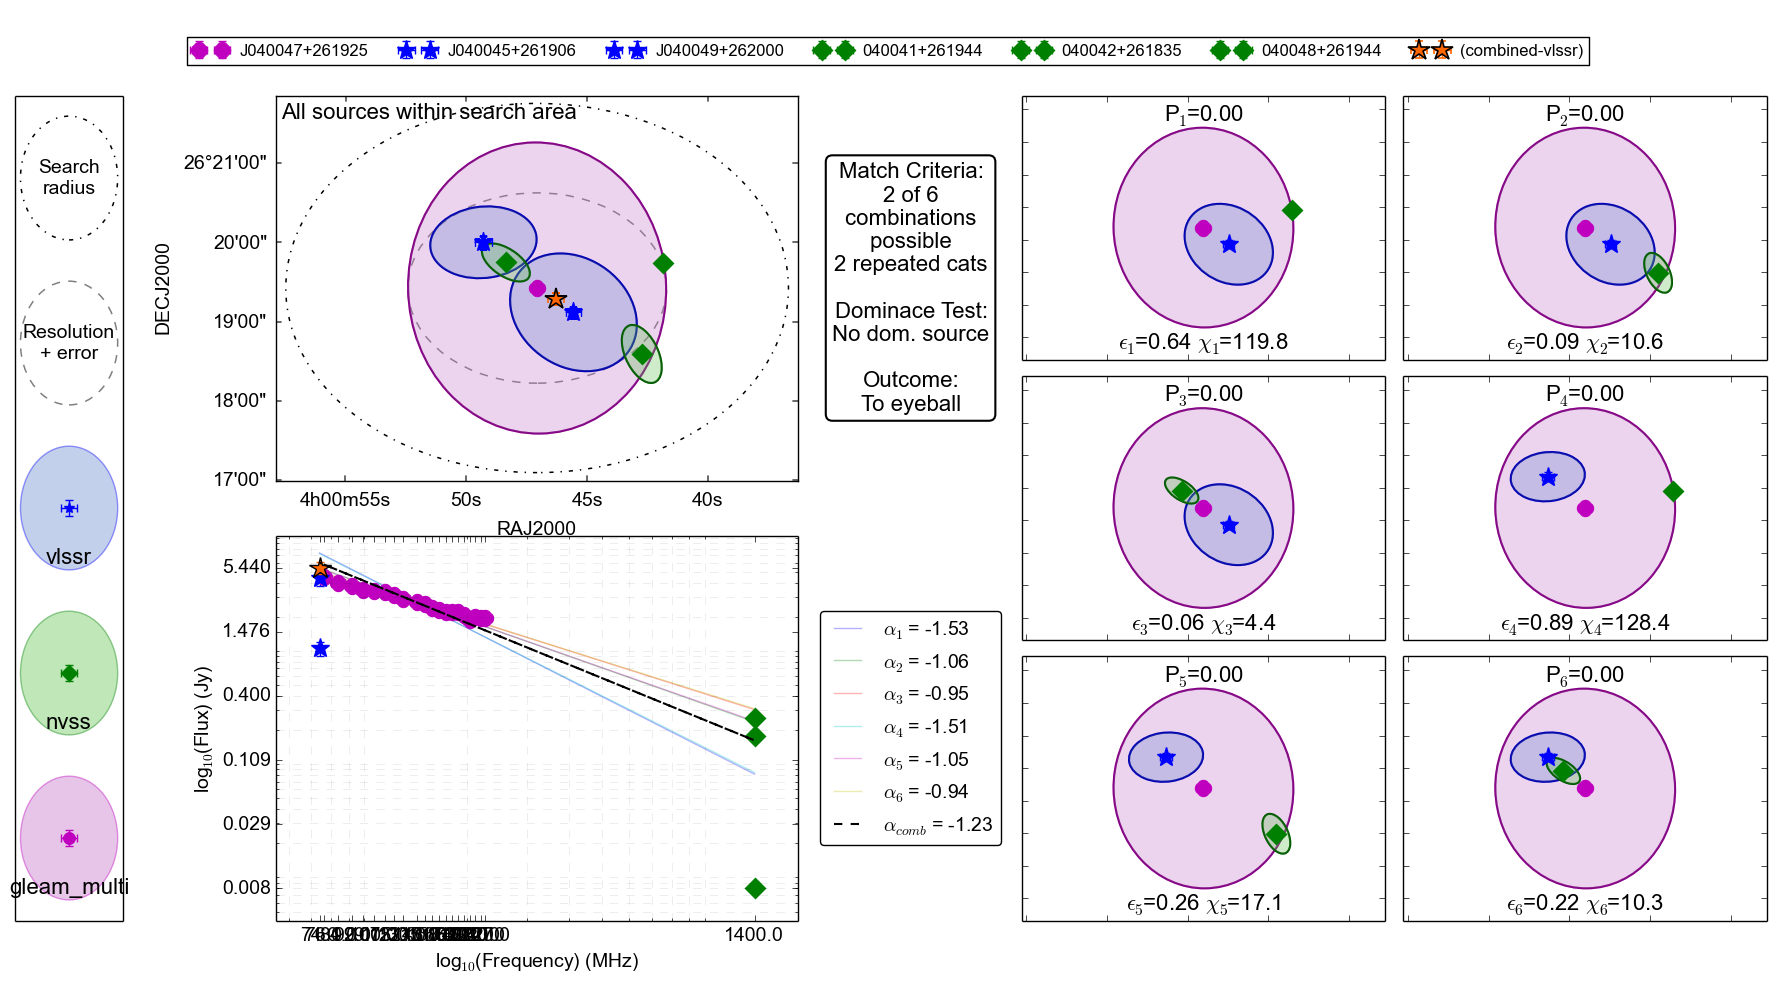 J040047+261925 J040045+261906 J040049+262000 040041+261944 040042+261835 040048+261944 (combined-vlssr)
Search
radius
Resolution
+ error
vlssr
nvss
gleam_multi
All sources within search area
DECJ2000
26°21'00"
20'00"
19'00"
18'00"
17'00"
4h00m55s 50s 45s 40s
RAJ2000
Match Criteria:
2 of 6
combinations
possible
2 repeated cats
Dominace Test:
No dom. source
Outcome:
To eyeball
log10(Flux) (Jy)
5.440
1.476
0.400
0.109
0.029
0.008
1400.0
log10(Frequency) (MHz)
α1 = -1.53
α2 = -1.06
α3 = -0.95
α4 = -1.51
α5 = -1.05
α6 = -0.94
αcomb = -1.23
P1=0.00
ϵ1=0.64 χ1=119.8
P2=0.00
ϵ2=0.09 χ2=10.6
P3=0.00
ϵ3=0.06 χ3=4.4
P4=0.00
ϵ4=0.89 χ4=128.4
P5=0.00
ϵ5=0.26 χ5=17.1
P6=0.00
ϵ6=0.22 χ6=10.3